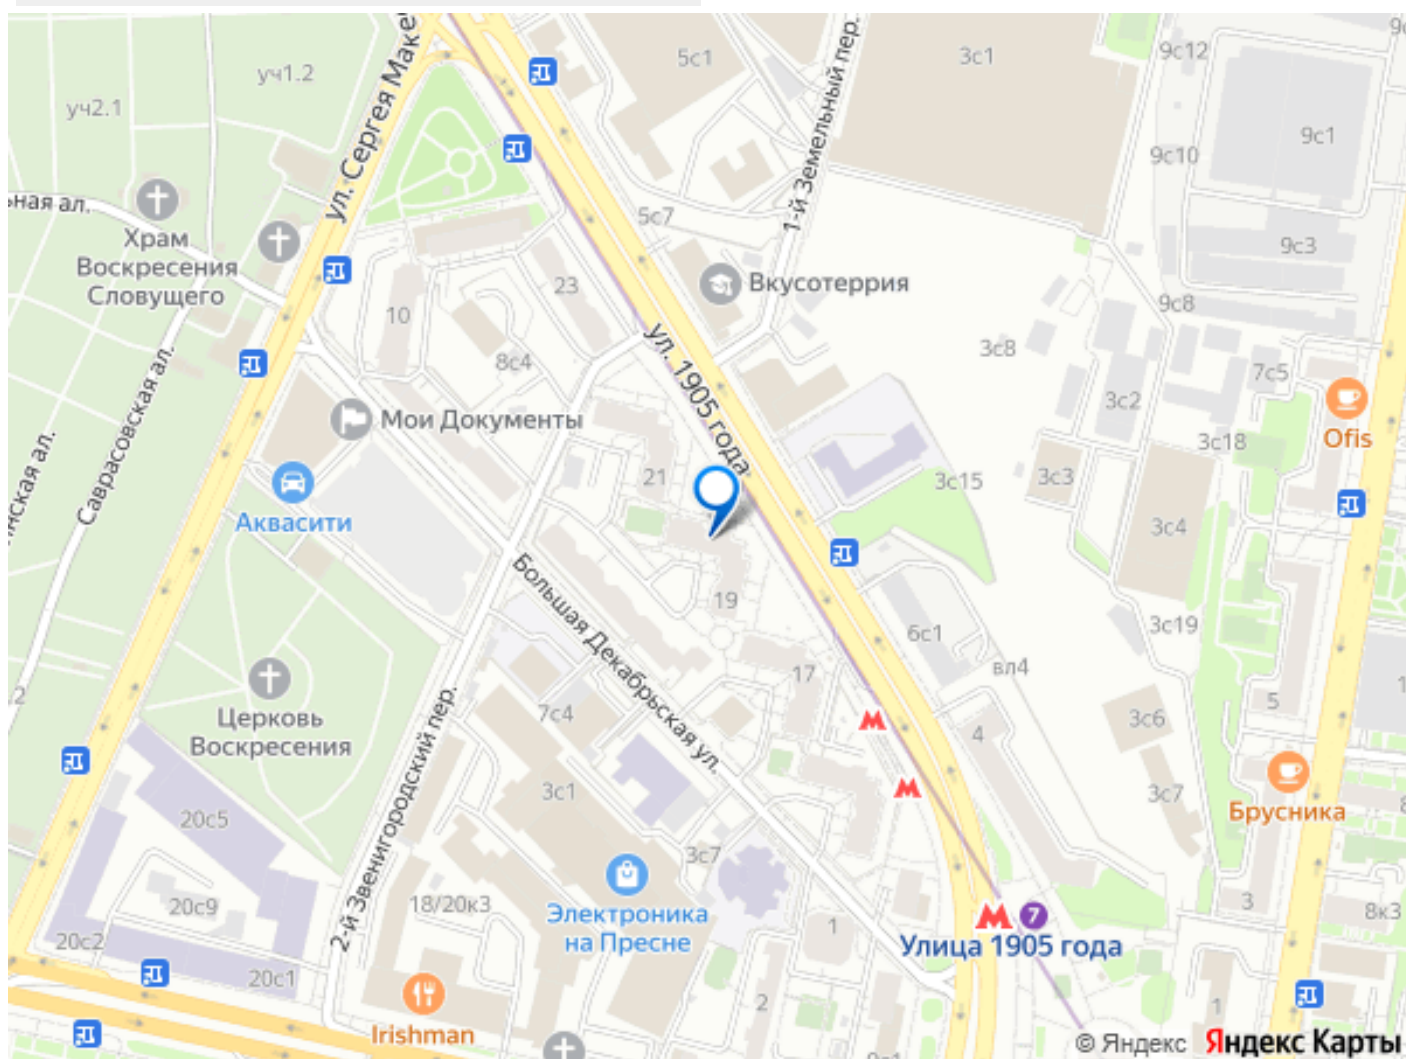 уч1.2
уч2.1
ул. Сергея Маке
5с1
1-й Земельный пер.
3с1
9с12
9с1
9с10
ьная ал.
Храм
Воскресения
Словущего
5с7
9с3
Вкусотеррия
23
10
9с8
8с4
ул. 1905 года
3с8
7с5
3с2
Мои Документы
Саврасовская ал.
нская ал.
3с18
Ofis
21
3с3
3с15
Аквасити
3с4
Большая Декабрьская ул.
19
6с1
3с19
вл4
17
Церковь
Воскресения
2-й Звенигородский пер.
7с4
4
3с6
5
3с1
3с7
Брусника
20с5
3с7
18/20к3
20с9
Электроника
на Пресне
7
Улица 1905 года
1
3
8к3
20с2
20с1
2
1
Irishman
9с1
© Яндекс Яндекс Карты